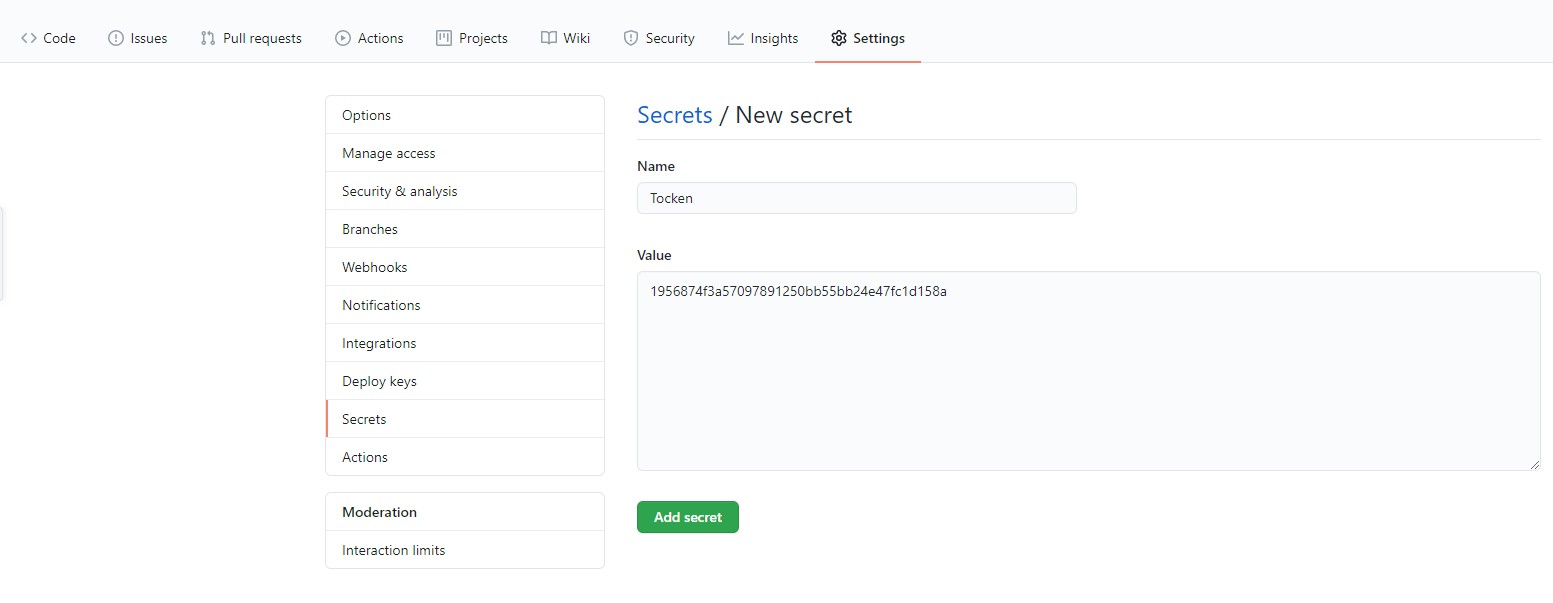 Code Issues Pull requests Actions Projects Wiki Security Insights Settings
Options
Manage access
Security & analysis
Branches
Webhooks
Notifications
Integrations
Deploy keys
Secrets
Actions
Moderation
Interaction limits
Secrets / New secret
Name
Tocken
Value
1956874f3a57097891250bb55bb24e47fc1d158a
Add secret